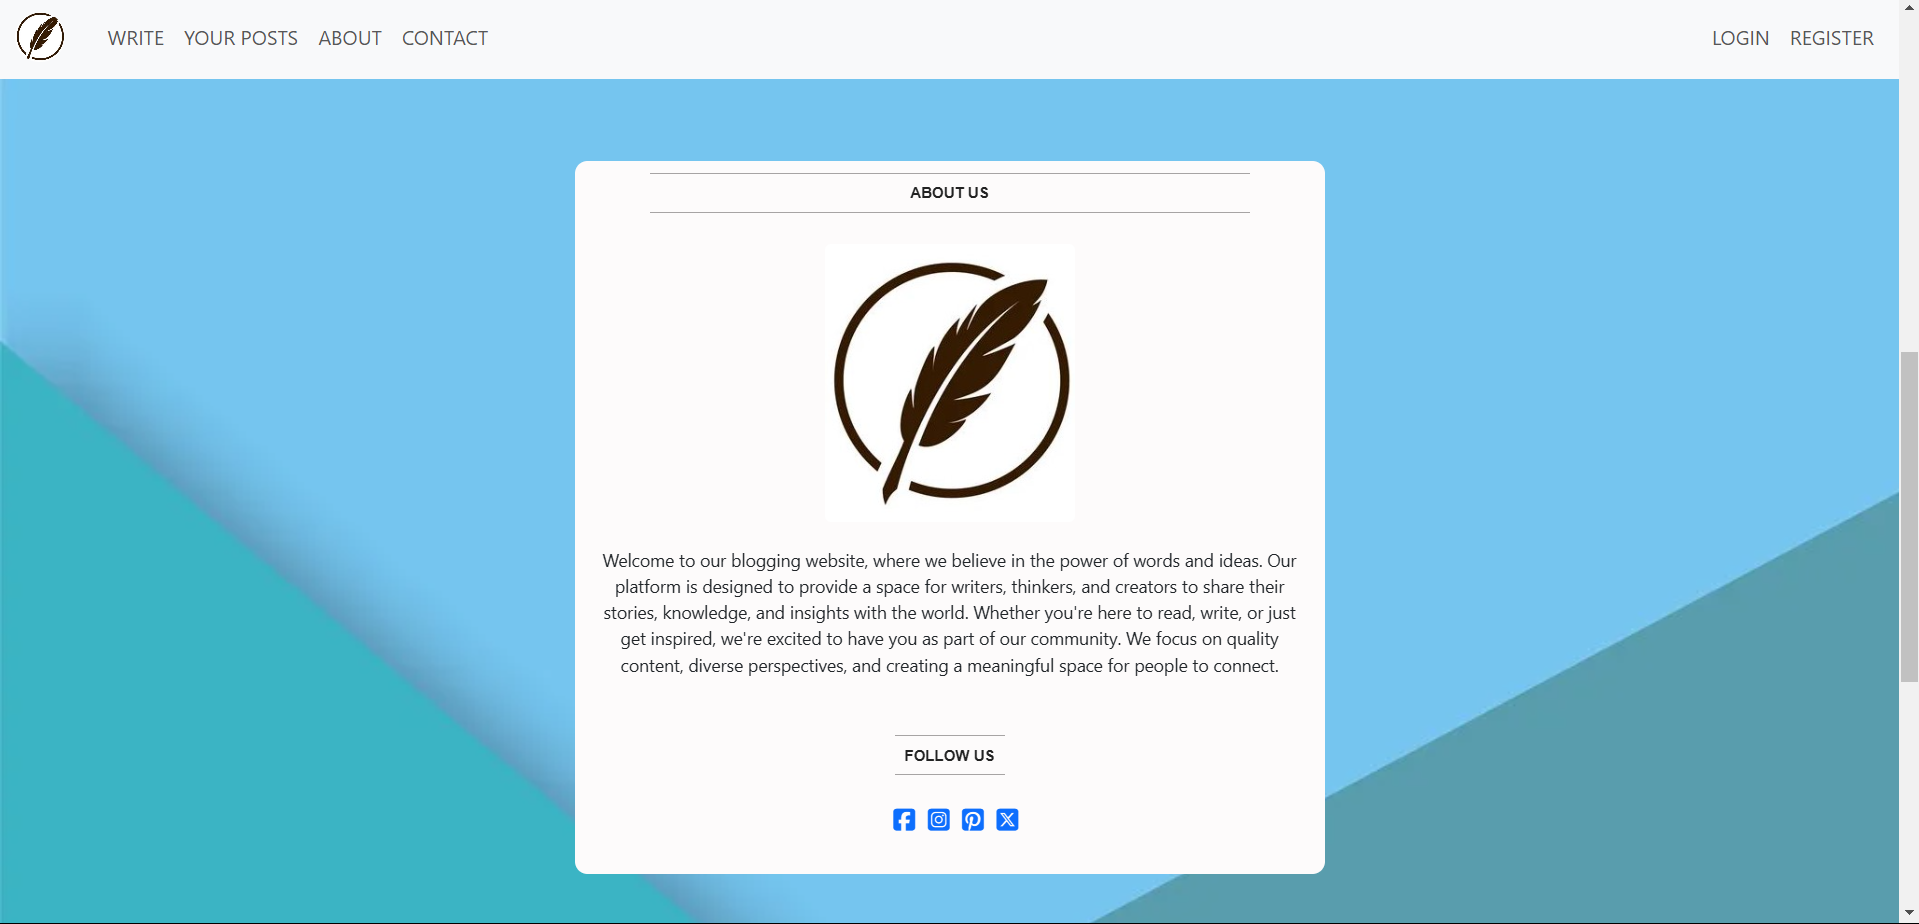 WRITE YOUR POSTS ABOUT CONTACT LOGIN REGISTER
ABOUT US
Welcome to our blogging website, where we believe in the power of words and ideas. Our
platform is designed to provide a space for writers, thinkers, and creators to share their
stories, knowledge, and insights with the world. Whether you're here to read, write, or just
get inspired, we're excited to have you as part of our community. We focus on quality
content, diverse perspectives, and creating a meaningful space for people to connect.
FOLLOW US